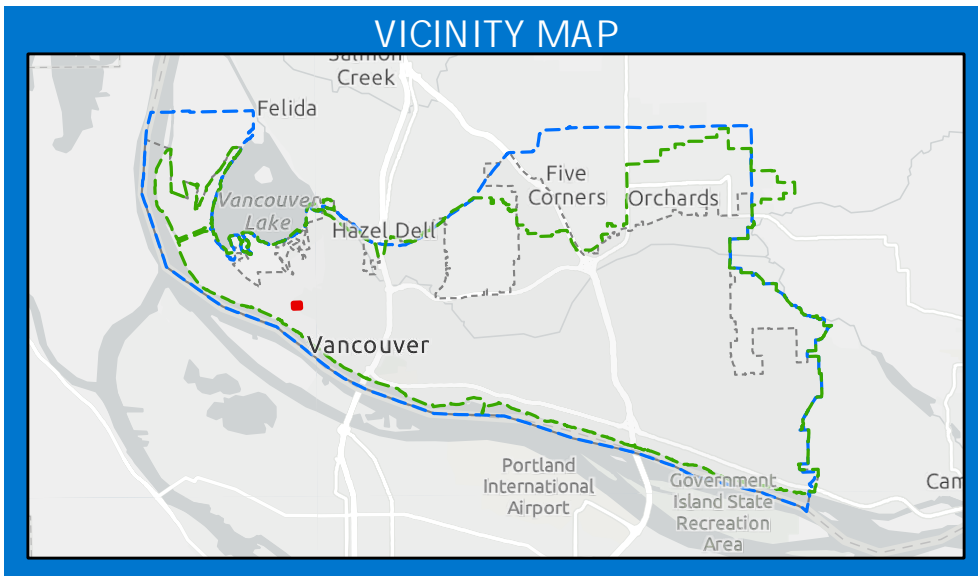 VICINITY MAP
Salmon
Creek
Felida
Five
Corners
Orchards
Vancouver
Lake
Hazel Dell
Vancouver
Portland
International
Airport
Government
Island State
Recreation
Area
Cam